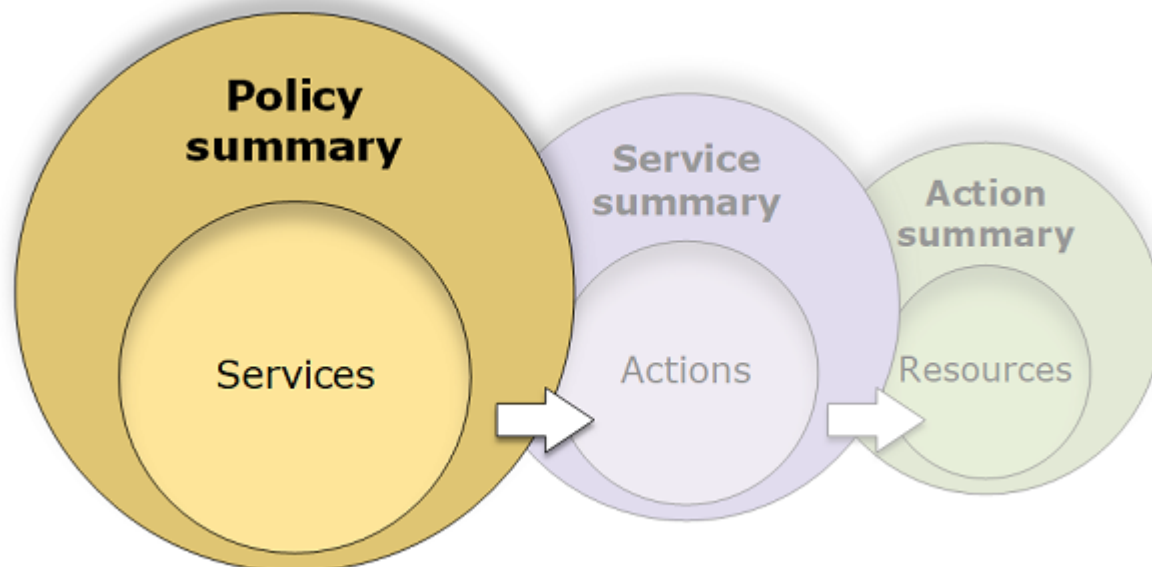 Policy
summary
Services
Service
summary
Actions
Action
summary
Resources